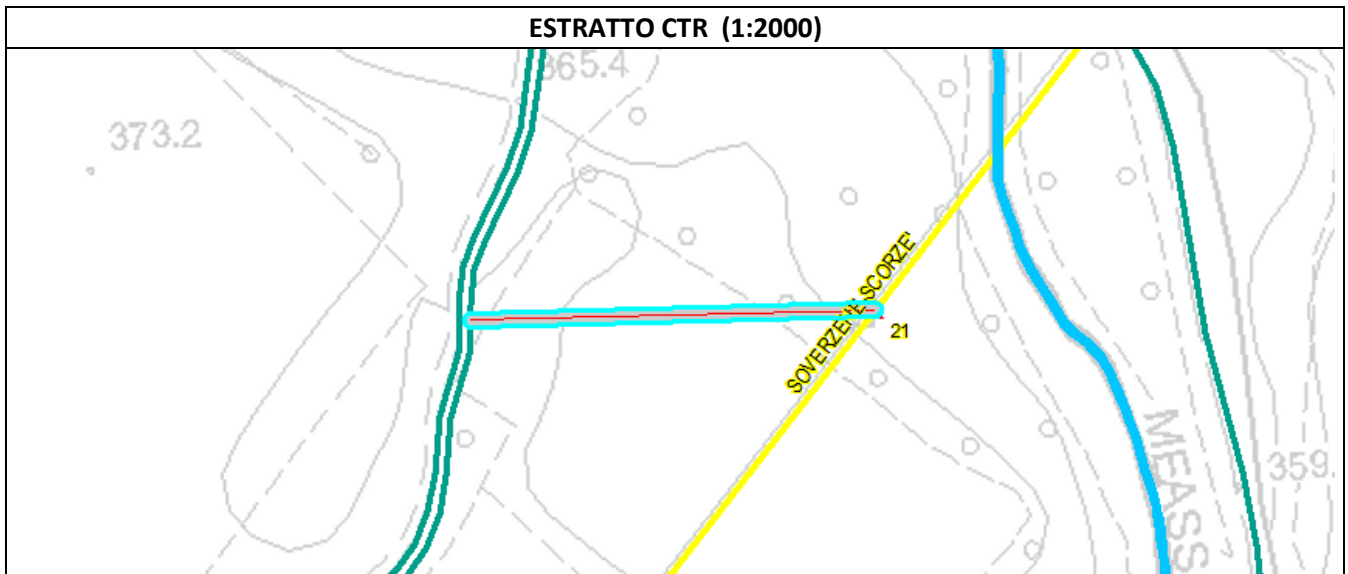 ESTRATTO CTR (1:2000)
365.4
373.2
SOVERZENE SCORZE'
21
MEASS
359.